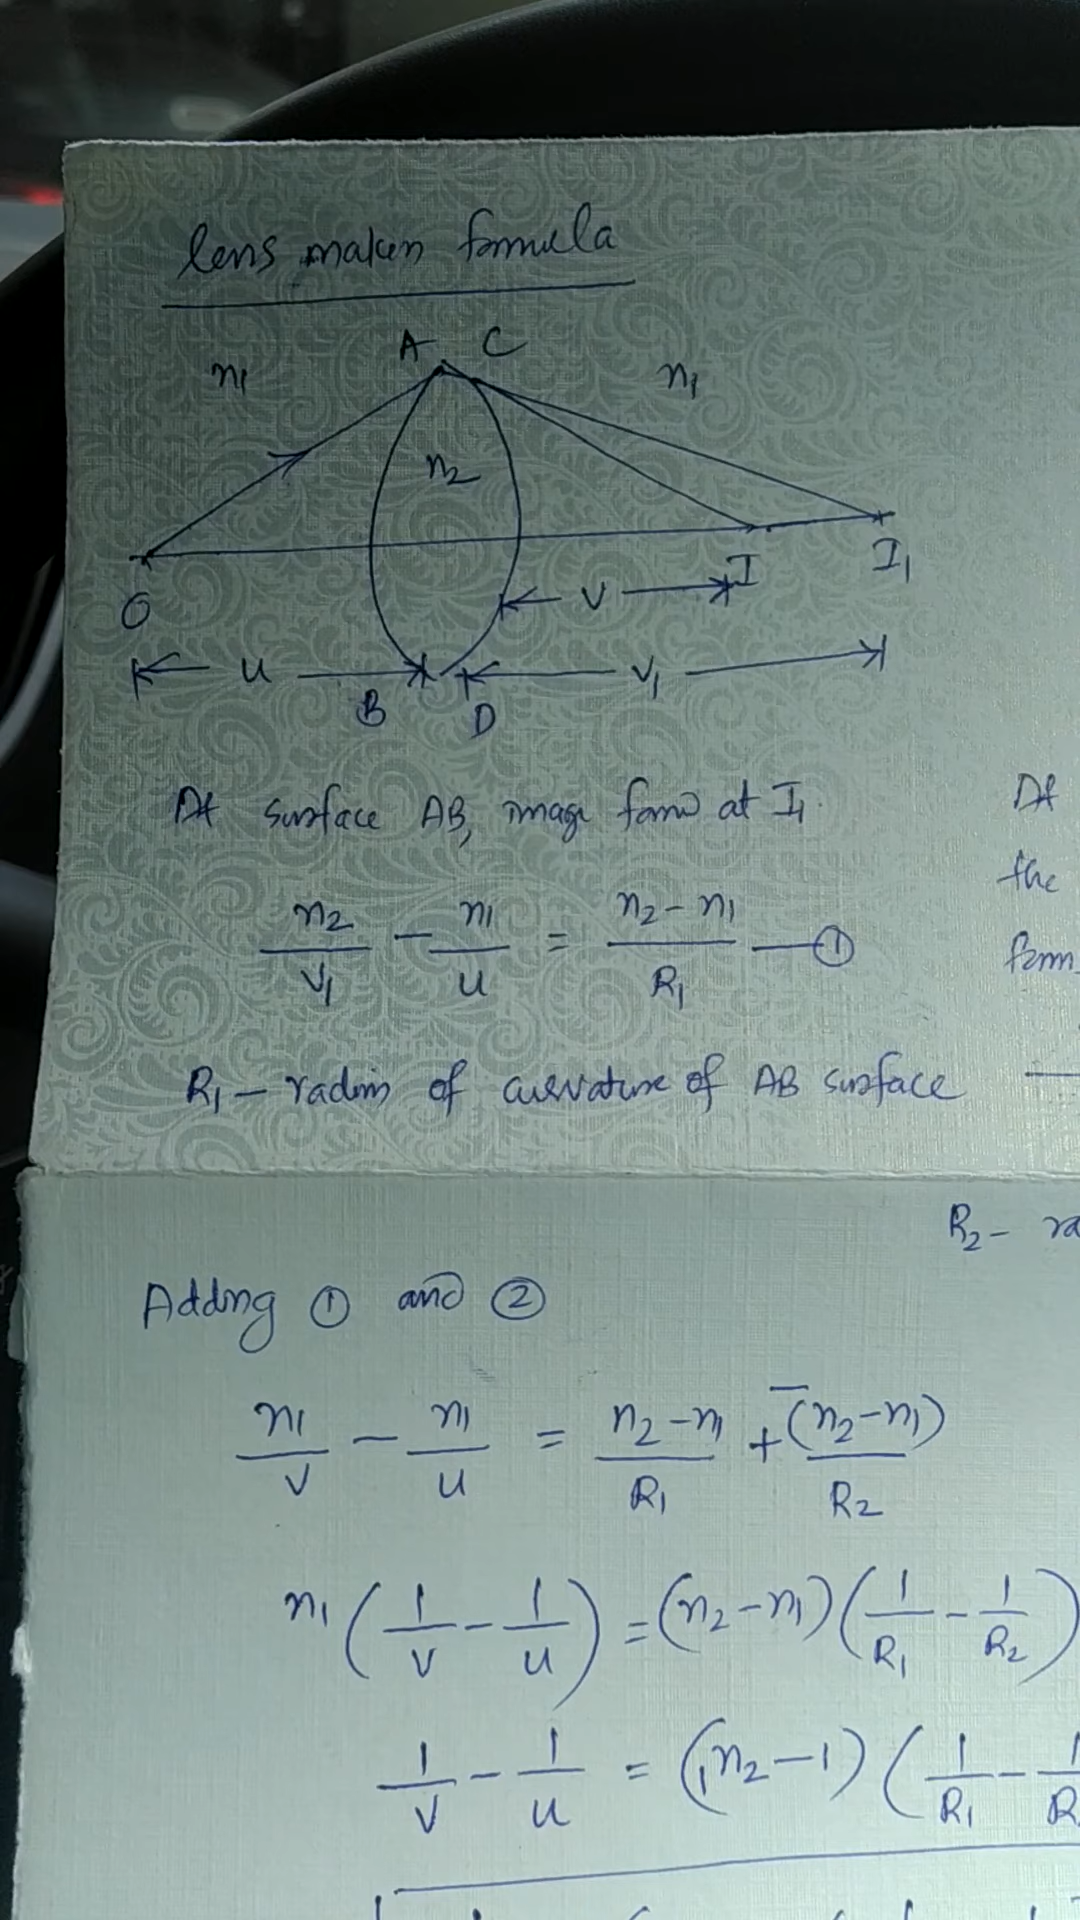 lens maken formula
A C
n1 n1
n2
O I I1
V
u V1
B D
At surface AB, image form at I1.
n2/V1 - n1/u = (n2 - n1)/R1 — ①
R1 – radius of curvature of AB surface
At
the
form
R2 –
Adding ① and ②
n1/V - n1/u = (n2 - n1)/R1 + -(n2 - n1)/R2
n1 (1/V - 1/u) = (n2 - n1) (1/R1 - 1/R2)
1/V - 1/u = (1n2 - 1) (1/R1 - 1/R